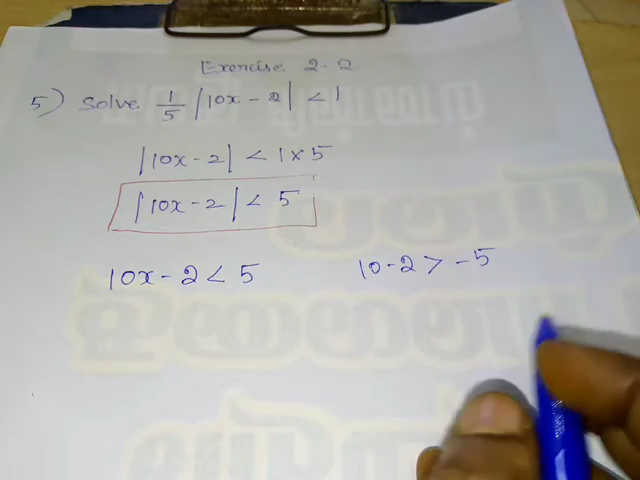 Exercise 2.2
5) Solve 1/5 |10x - 2| < 1
|10x - 2| < 1 x 5
|10x - 2| < 5
10x - 2 < 5
10 - 2 > -5